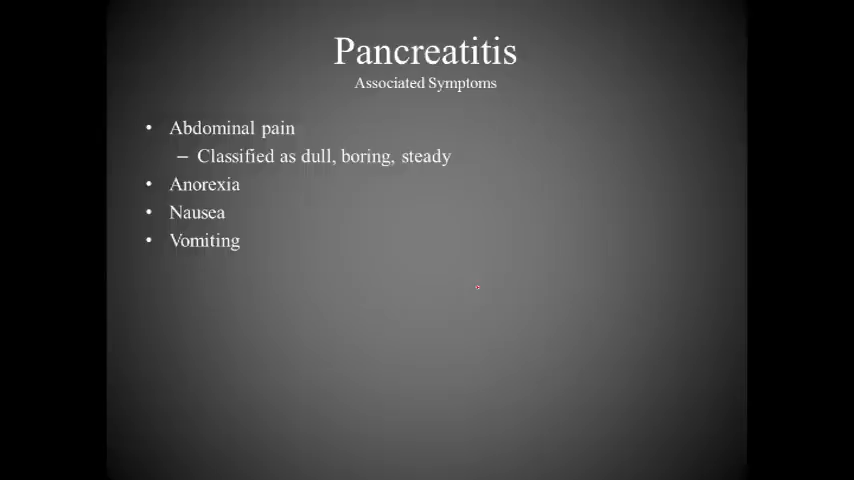 Pancreatitis
Associated Symptoms
• Abdominal pain
– Classified as dull, boring, steady
• Anorexia
• Nausea
• Vomiting